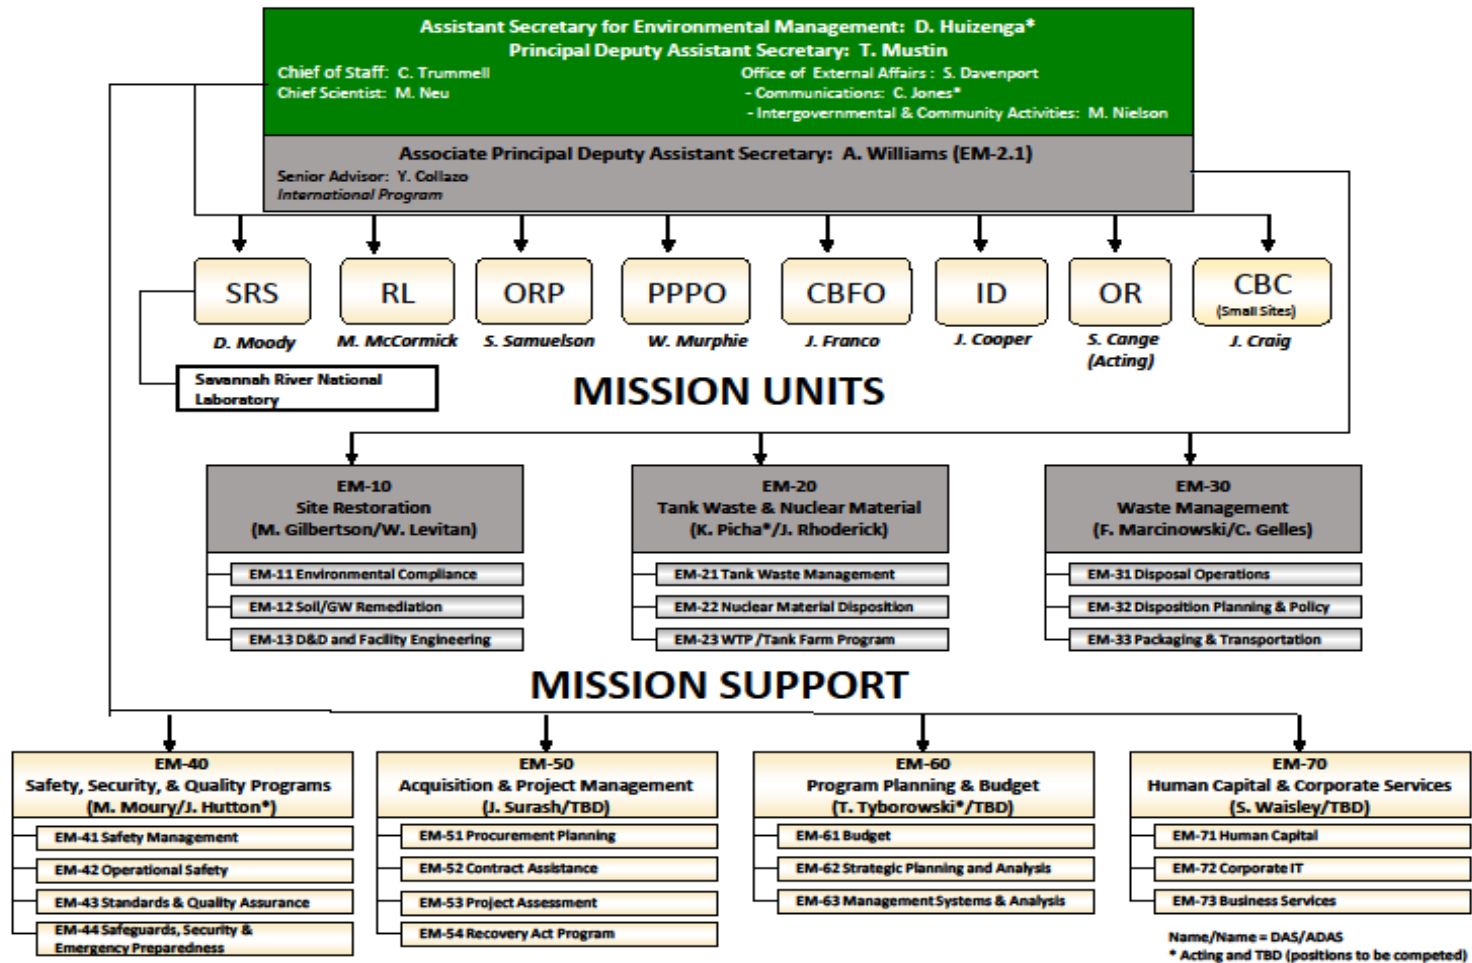 Assistant Secretary for Environmental Management: D. Huizenga*
Principal Deputy Assistant Secretary: T. Mustin
Chief of Staff: C. Trummell
Chief Scientist: M. Neu
Office of External Affairs : S. Davenport
- Communications: C. Jones*
- Intergovernmental & Community Activities: M. Nielson
Associate Principal Deputy Assistant Secretary: A. Williams (EM-2.1)
Senior Advisor: Y. Collazo
International Program
SRS
D. Moody
RL
M. McCormick
ORP
S. Samuelson
PPPO
W. Murphie
CBFO
J. Franco
ID
J. Cooper
OR
S. Cange
(Acting)
CBC
(Small Sites)
J. Craig
Savannah River National
Laboratory
MISSION UNITS
EM-10
Site Restoration
(M. Gilbertson/W. Levitan)
EM-11 Environmental Compliance
EM-12 Soil/GW Remediation
EM-13 D&D and Facility Engineering
EM-20
Tank Waste & Nuclear Material
(K. Picha*/J. Rhoderick)
EM-21 Tank Waste Management
EM-22 Nuclear Material Disposition
EM-23 WTP /Tank Farm Program
EM-30
Waste Management
(F. Marcinowski/C. Gelles)
EM-31 Disposal Operations
EM-32 Disposition Planning & Policy
EM-33 Packaging & Transportation
MISSION SUPPORT
EM-40
Safety, Security, & Quality Programs
(M. Moury/J. Hutton*)
EM-41 Safety Management
EM-42 Operational Safety
EM-43 Standards & Quality Assurance
EM-44 Safeguards, Security &
Emergency Preparedness
EM-50
Acquisition & Project Management
(J. Surash/TBD)
EM-51 Procurement Planning
EM-52 Contract Assistance
EM-53 Project Assessment
EM-54 Recovery Act Program
EM-60
Program Planning & Budget
(T. Tyborowski*/TBD)
EM-61 Budget
EM-62 Strategic Planning and Analysis
EM-63 Management Systems & Analysis
EM-70
Human Capital & Corporate Services
(S. Waisley/TBD)
EM-71 Human Capital
EM-72 Corporate IT
EM-73 Business Services
Name/Name = DAS/ADAS
* Acting and TBD (positions to be competed)